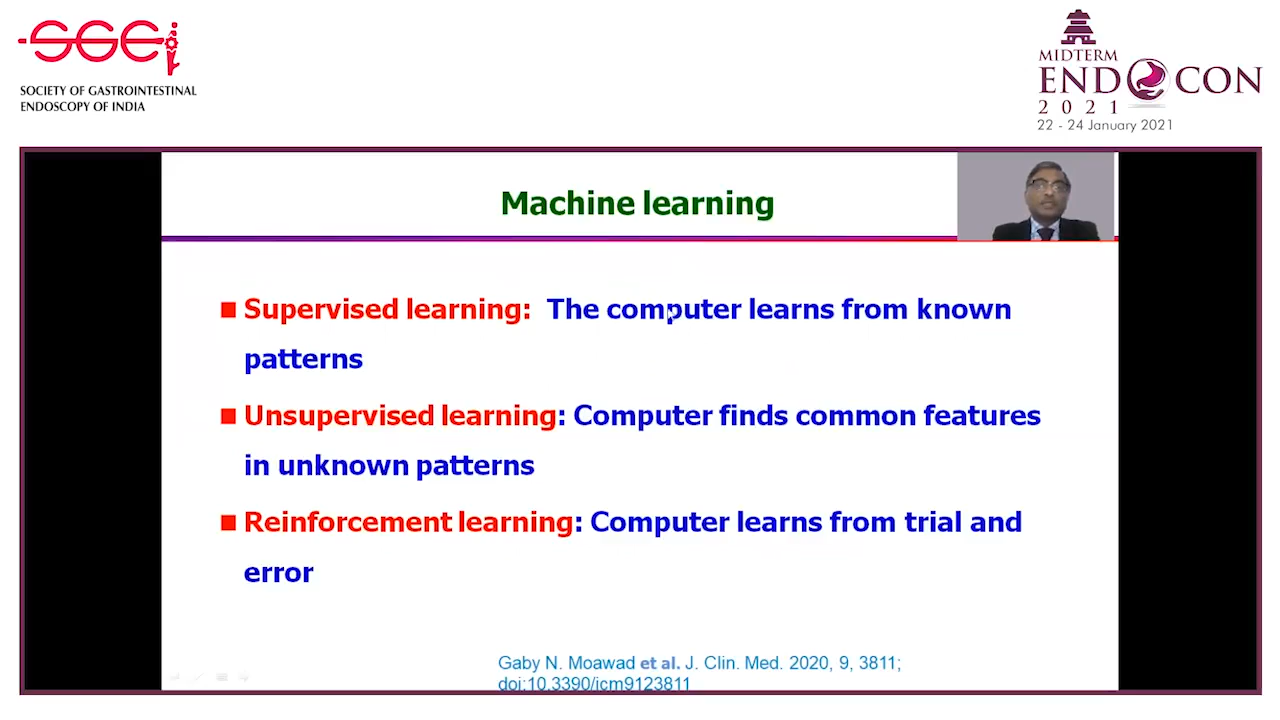 SGEI
SOCIETY OF GASTROINTESTINAL
ENDOSCOPY OF INDIA
MIDTERM
ENDOCON
2021
22 - 24 January 2021
Machine learning
■ Supervised learning: The computer learns from known
patterns
■ Unsupervised learning: Computer finds common features
in unknown patterns
■ Reinforcement learning: Computer learns from trial and
error
Gaby N. Moawad et al. J. Clin. Med. 2020, 9, 3811;
doi:10.3390/jcm9123811